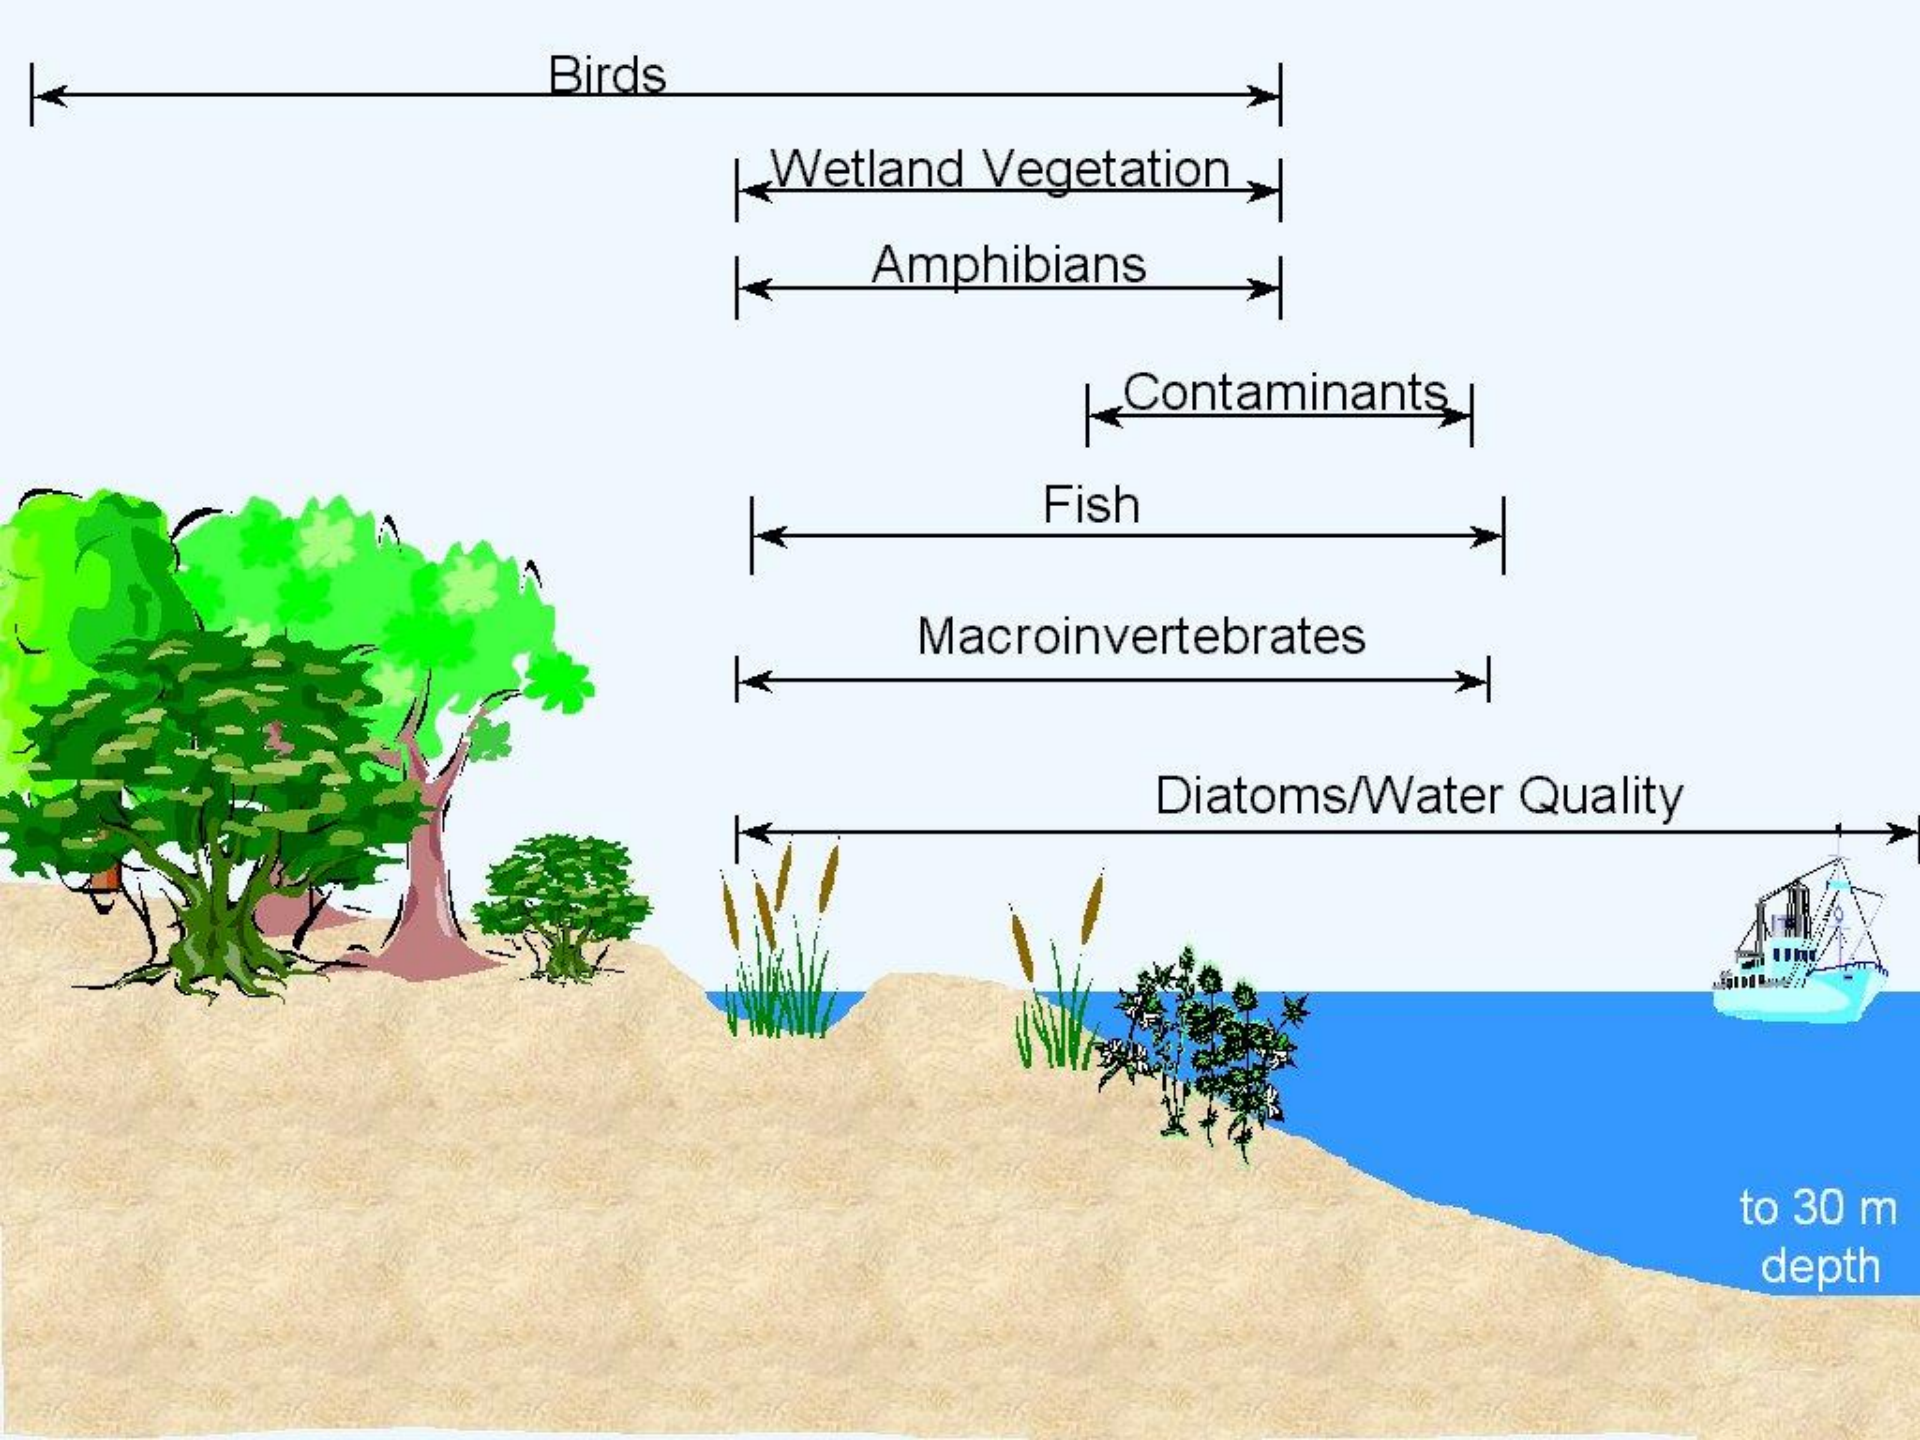 Birds
Wetland Vegetation
Amphibians
Contaminants
Fish
Macroinvertebrates
Diatoms/Water Quality
to 30 m
depth